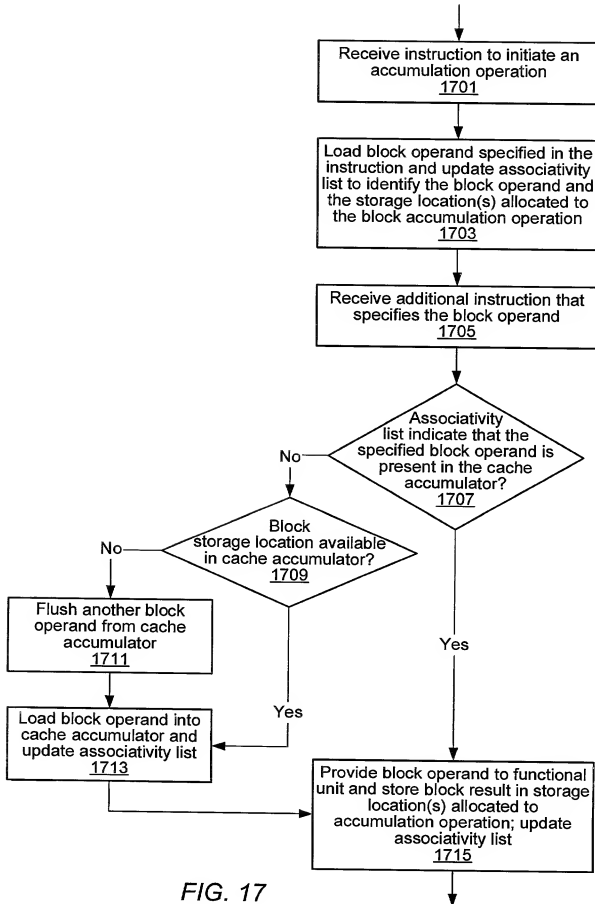 Receive instruction to initiate an
accumulation operation
1701
Load block operand specified in the
instruction and update associativity
list to identify the block operand and
the storage location(s) allocated to
the block accumulation operation
1703
Receive additional instruction that
specifies the block operand
1705
Associativity
list indicate that the
specified block operand is
present in the cache
accumulator?
1707
No
Block
storage location available
in cache accumulator?
1709
No
Flush another block
operand from cache
accumulator
1711
Yes
Yes
Load block operand into
cache accumulator and
update associativity list
1713
Provide block operand to functional
unit and store block result in storage
location(s) allocated to
accumulation operation; update
associativity list
1715
FIG. 17